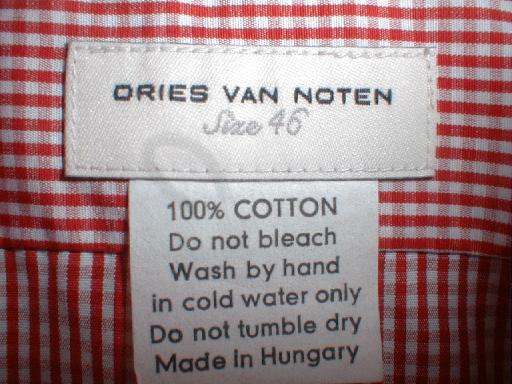 DRIES VAN NOTEN
Size 46
100% COTTON
Do not bleach
Wash by hand
in cold water only
Do not tumble dry
Made in Hungary